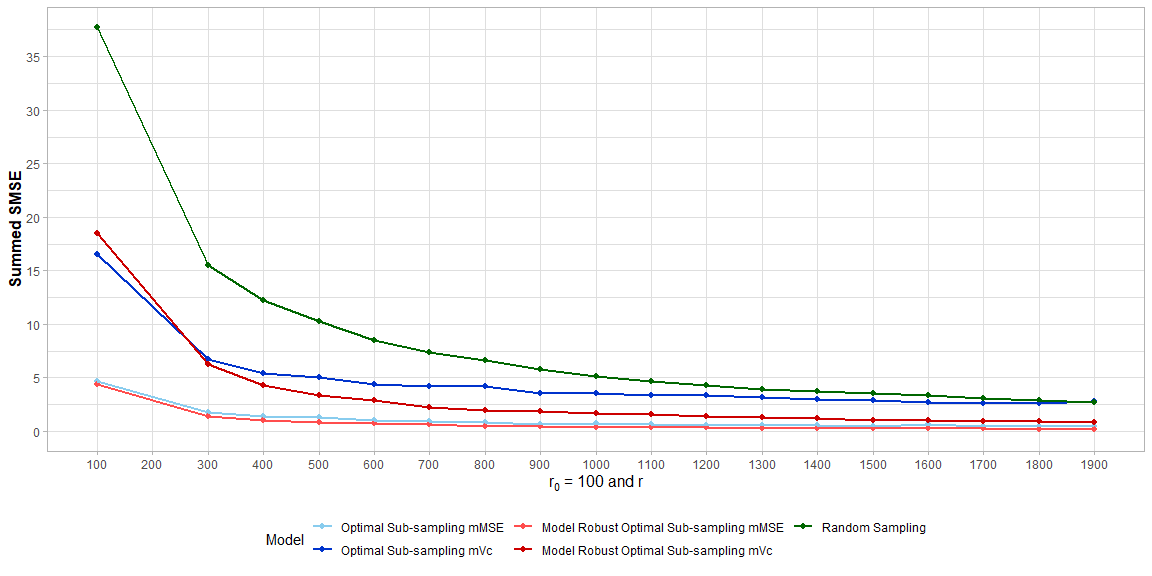 Summed SMSE
35
30
25
20
15
10
5
0
100 200 300 400 500 600 700 800 900 1000 1100 1200 1300 1400 1500 1600 1700 1800 1900
r0 = 100 and r
Model
Optimal Sub-sampling mMSE
Model Robust Optimal Sub-sampling mMSE
Random Sampling
Optimal Sub-sampling mVc
Model Robust Optimal Sub-sampling mVc